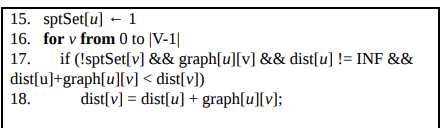 15. sptSet[u] ← 1
16. for v from 0 to |V-1|
17. if (!sptSet[v] && graph[u][v] && dist[u] != INF &&
dist[u]+graph[u][v] < dist[v])
18. dist[v] = dist[u] + graph[u][v];